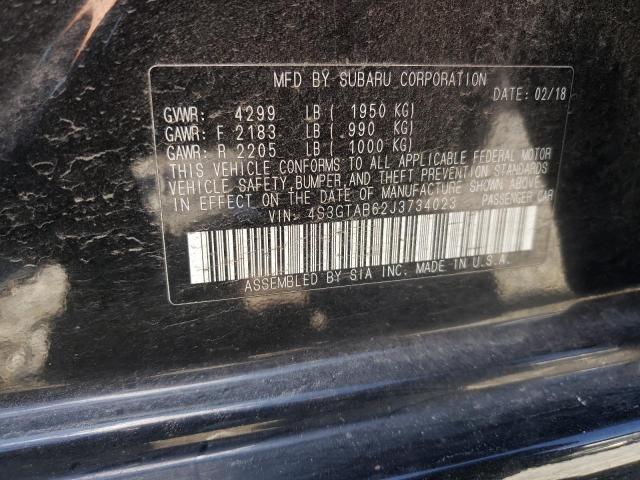 MFD BY SUBARU CORPORATION
DATE: 02/18
GVWR: 4299 LB ( 1950 KG)
GAWR: F 2183 LB ( 990 KG)
GAWR: R 2205 LB ( 1000 KG)
THIS VEHICLE CONFORMS TO ALL APPLICABLE FEDERAL MOTOR
VEHICLE SAFETY, BUMPER AND THEFT PREVENTION STANDARDS
IN EFFECT ON THE DATE OF MANUFACTURE SHOWN ABOVE.
VIN: 4S3GTAB62J3734023 PASSENGER CAR
ASSEMBLED BY SIA INC. MADE IN U.S.A.